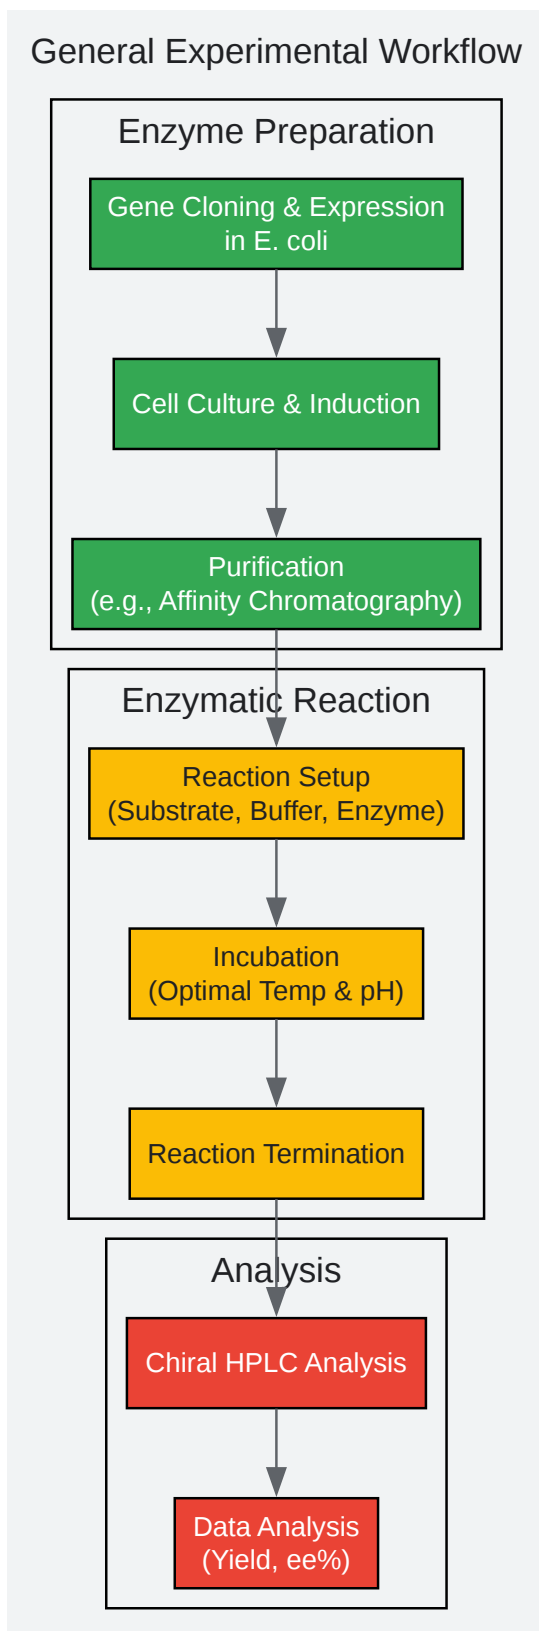 General Experimental Workflow
Enzyme Preparation
Gene Cloning & Expression
in E. coli
Cell Culture & Induction
Purification
(e.g., Affinity Chromatography)
Enzymatic Reaction
Reaction Setup
(Substrate, Buffer, Enzyme)
Incubation
(Optimal Temp & pH)
Reaction Termination
Analysis
Chiral HPLC Analysis
Data Analysis
(Yield, ee%)